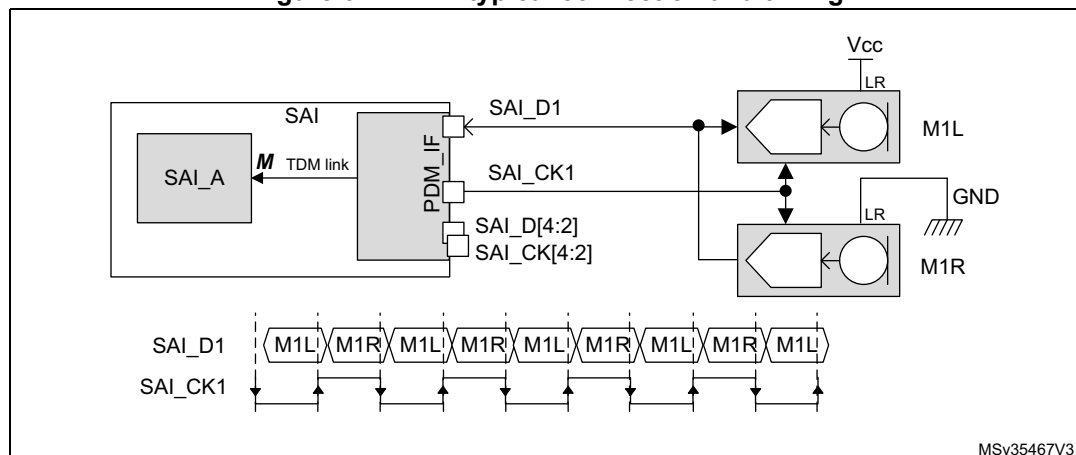 Vcc
LR
SAI
SAI_D1
M1L
PDM_IF
SAI_A
M TDM link
SAI_CK1
GND
LR
SAI_D[4:2]
SAI_CK[4:2]
M1R
SAI_D1 M1L M1R M1L M1R M1L M1R M1L M1R M1L
SAI_CK1
MSv35467V3